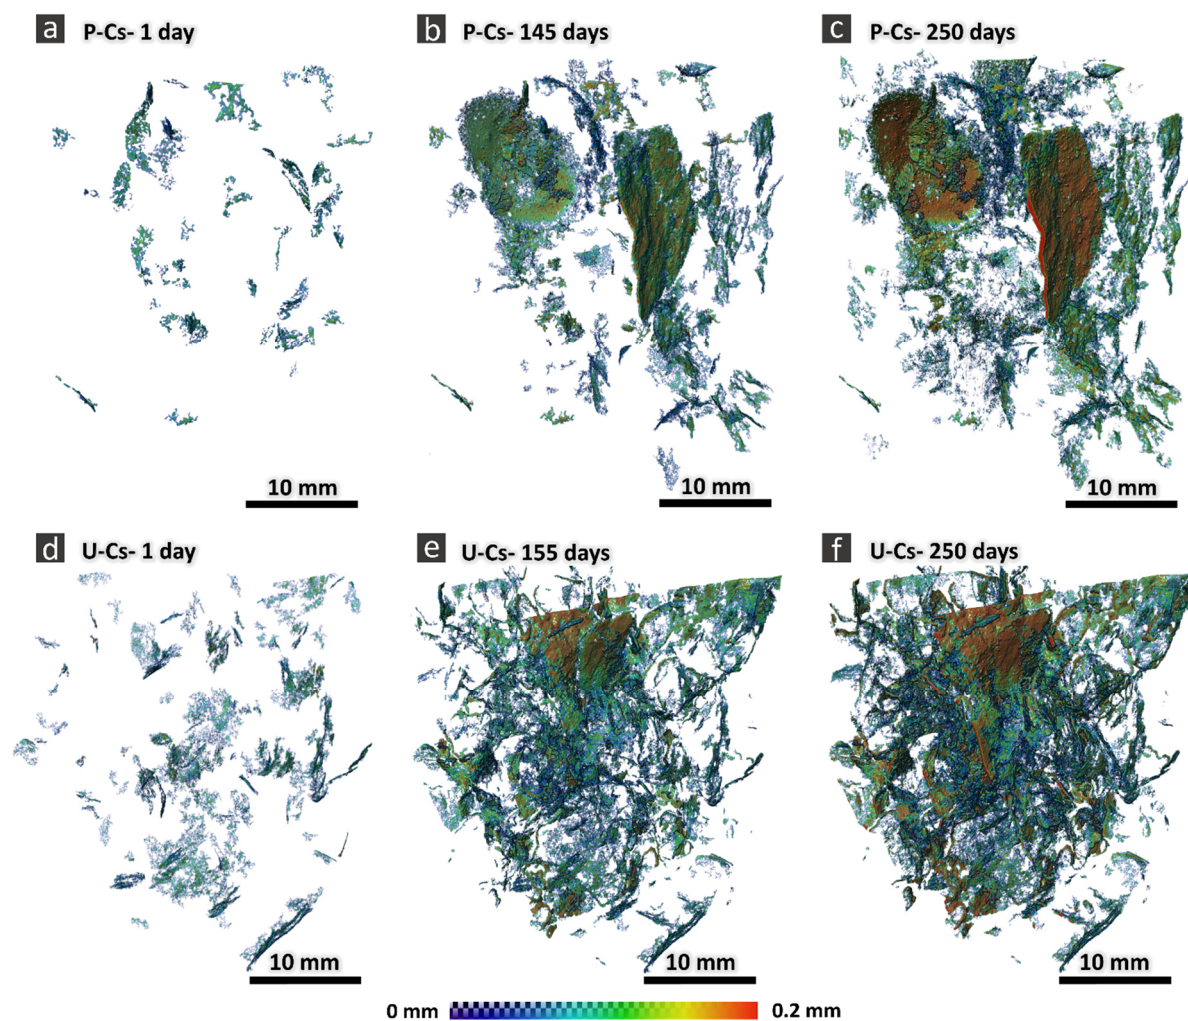 a P-Cs- 1 day
b P-Cs- 145 days
c P-Cs- 250 days
10 mm
10 mm
10 mm
d U-Cs- 1 day
e U-Cs- 155 days
f U-Cs- 250 days
10 mm
10 mm
10 mm
0 mm 0.2 mm